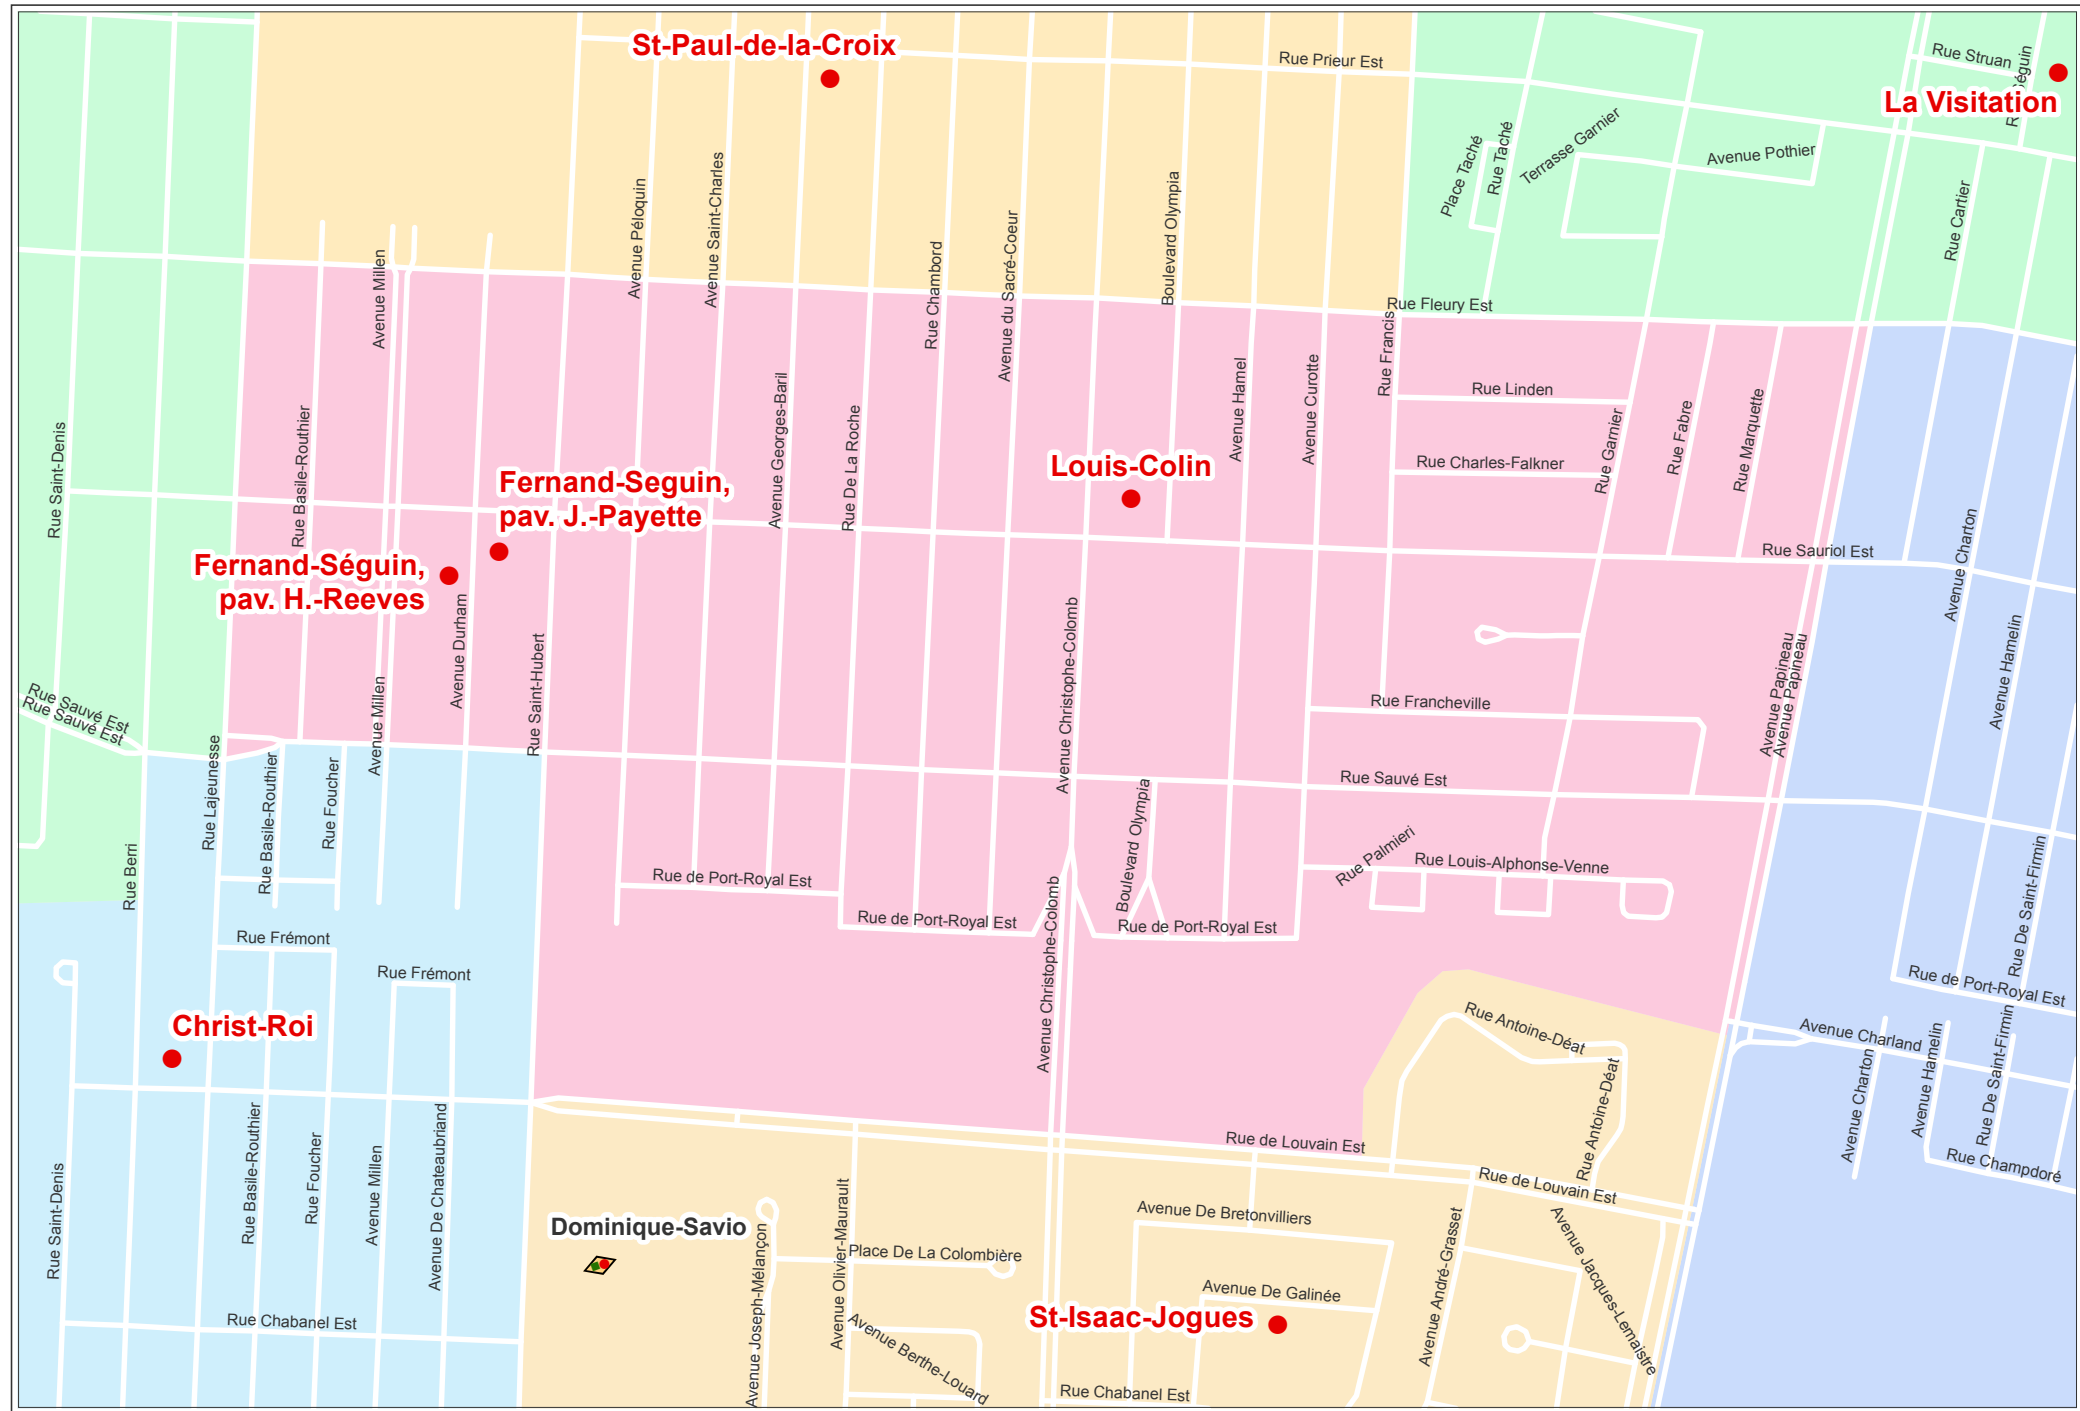 St-Paul-de-la-Croix
Rue Prieur Est
Rue Struan
La Visitation
Place Taché
Rue Taché
Terrasse Garnier
Avenue Pothier
Rue Cartier
Avenue Péloquin
Avenue Saint-Charles
Boulevard Olympia
Avenue Millen
Rue Chambord
Avenue du Sacré-Coeur
Rue Fleury Est
Rue Francis
Rue Linden
Rue Charles-Falkner
Rue Garnier
Rue Fabre
Rue Marquette
Rue Saint-Denis
Rue Basile-Routhier
Avenue Georges-Baril
Rue De La Roche
Avenue Hamel
Avenue Curotte
Louis-Colin
Fernand-Seguin,
pav. J.-Payette
Fernand-Séguin,
pav. H.-Reeves
Rue Sauriol Est
Avenue Charton
Avenue Hamelin
Avenue Durham
Rue Saint-Hubert
Avenue Christophe-Colomb
Avenue Papineau
Avenue Papineau
Rue Sauvé Est
Rue Sauvé Est
Rue Francheville
Rue Lajeunesse
Rue Basile-Routhier
Rue Foucher
Avenue Millen
Rue Sauvé Est
Boulevard Olympia
Rue Palmieri
Rue Louis-Alphonse-Venne
Rue Berri
Rue de Port-Royal Est
Rue de Port-Royal Est
Rue de Port-Royal Est
Rue De Saint-Firmin
Rue de Port-Royal Est
Rue Frémont
Rue Frémont
Avenue Christophe-Colomb
Christ-Roi
Rue Antoine-Déat
Rue Antoine-Déat
Avenue Charland
Avenue Charton
Avenue Hamelin
Rue De Saint-Firmin
Rue Champdoré
Rue de Louvain Est
Rue de Louvain Est
Rue Saint-Denis
Rue Basile-Routhier
Rue Foucher
Avenue Millen
Avenue De Chateaubriand
Dominique-Savio
Avenue Joseph-Mélançon
Avenue Olivier-Maurault
Place De La Colombière
Avenue De Bretonvilliers
Avenue De Galinée
Avenue André-Grasset
Avenue Jacques-Lemaistre
St-Isaac-Jogues
Avenue Berthe-Louard
Rue Chabanel Est
Rue Chabanel Est